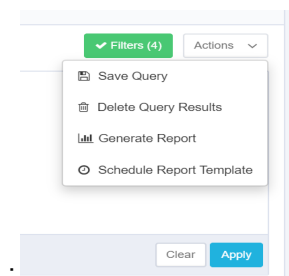 Filters (4) Actions
Save Query
Delete Query Results
Generate Report
Schedule Report Template
Clear Apply